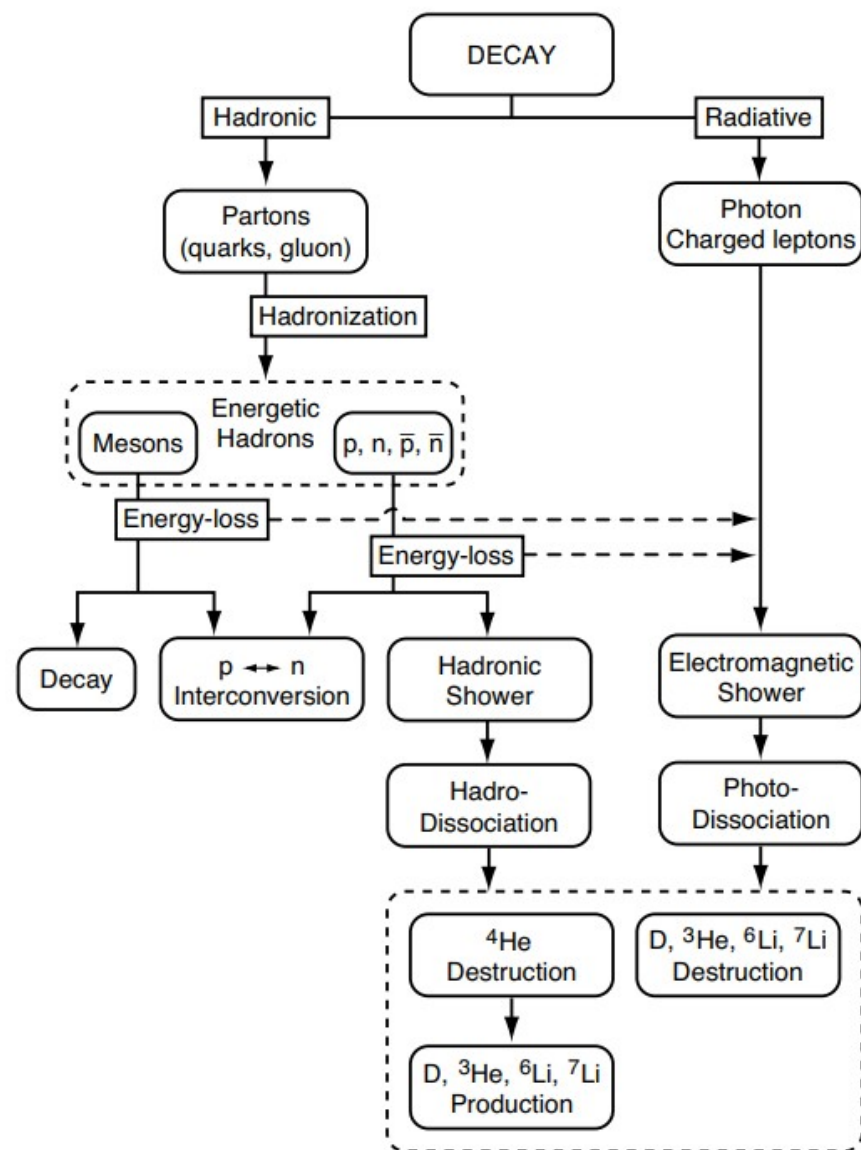 DECAY
Hadronic
Radiative
Partons
(quarks, gluon)
Photon
Charged leptons
Hadronization
Energetic
Hadrons
Mesons
p, n, p̅, n̅
Energy-loss
Energy-loss
Decay
p ↔ n
Interconversion
Hadronic
Shower
Electromagnetic
Shower
Hadro-
Dissociation
Photo-
Dissociation
⁴He
Destruction
D, ³He, ⁶Li, ⁷Li
Destruction
D, ³He, ⁶Li, ⁷Li
Production